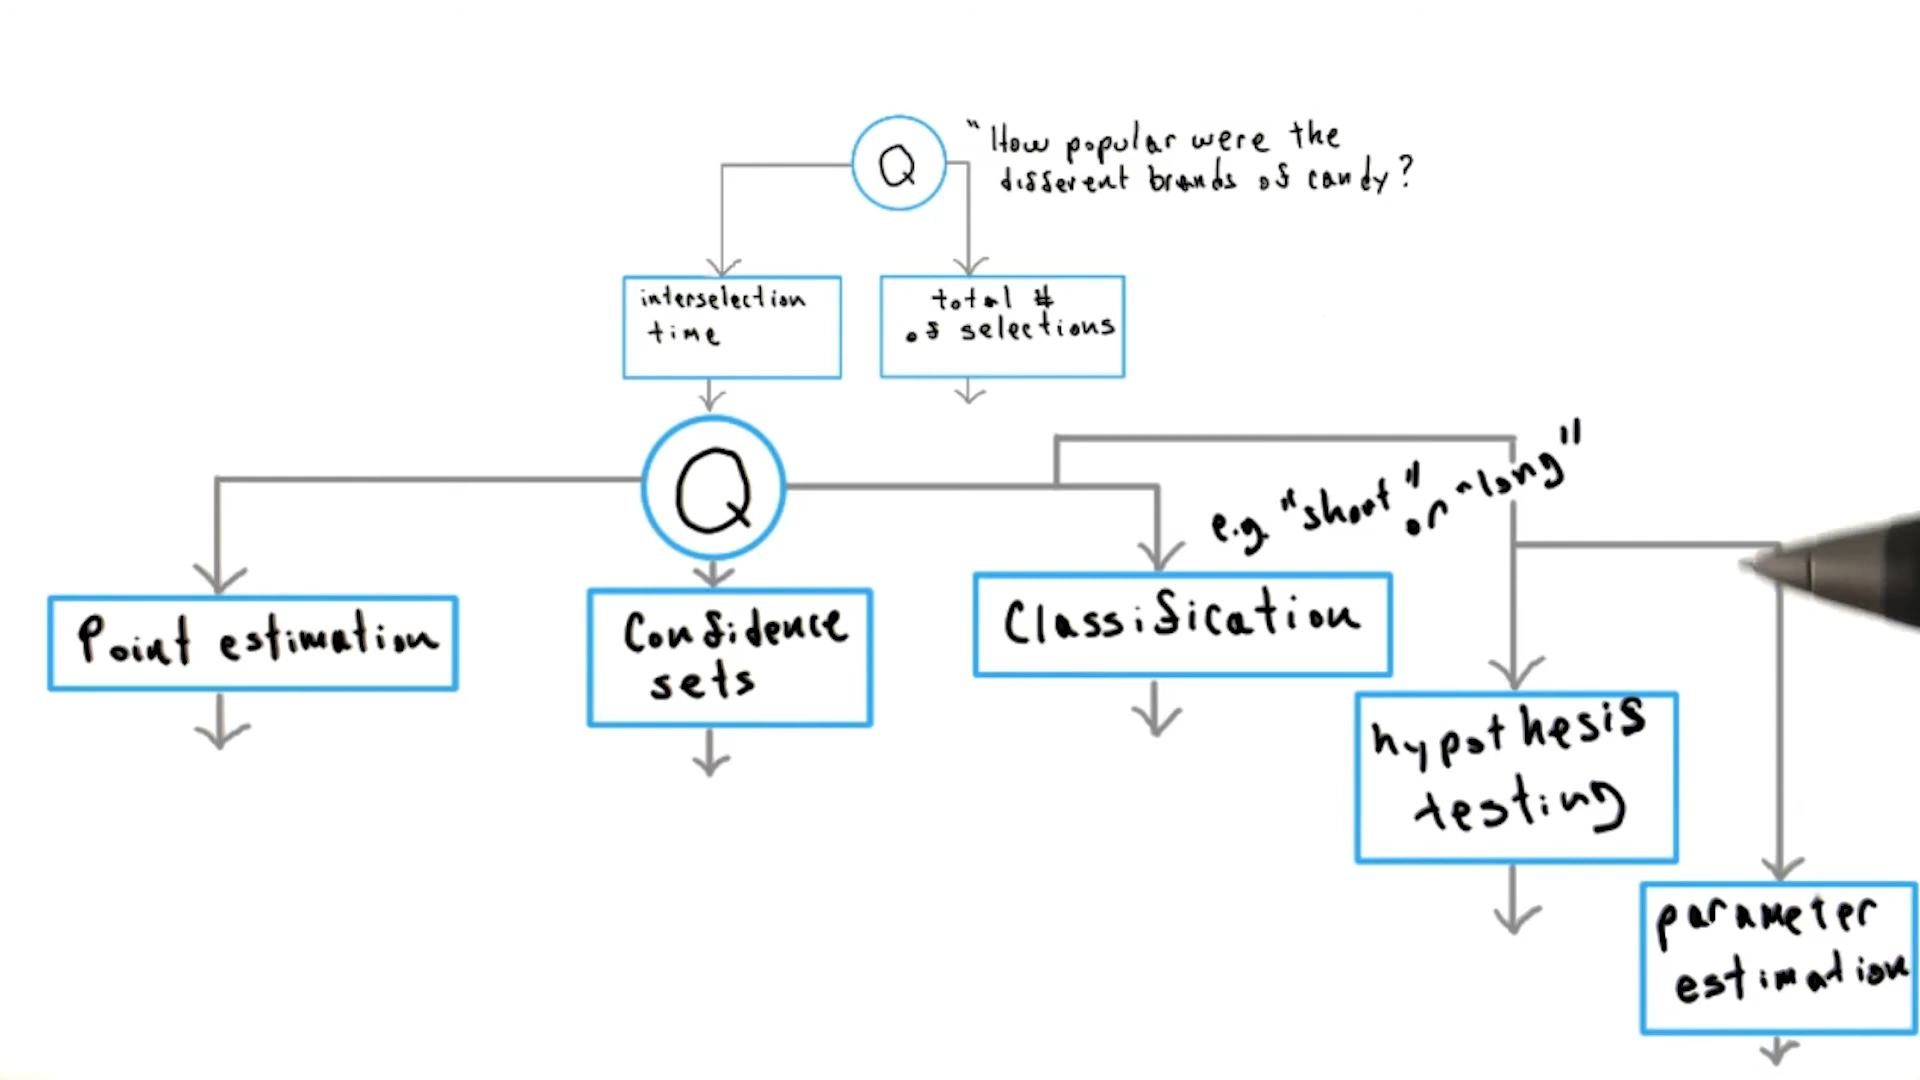 Q
"How popular were the
different brands of candy?
interselection
time
total #
of selections
Q
e.g. "short" or "long"
Point estimation
Confidence
sets
Classification
hypothesis
testing
parameter
estimation